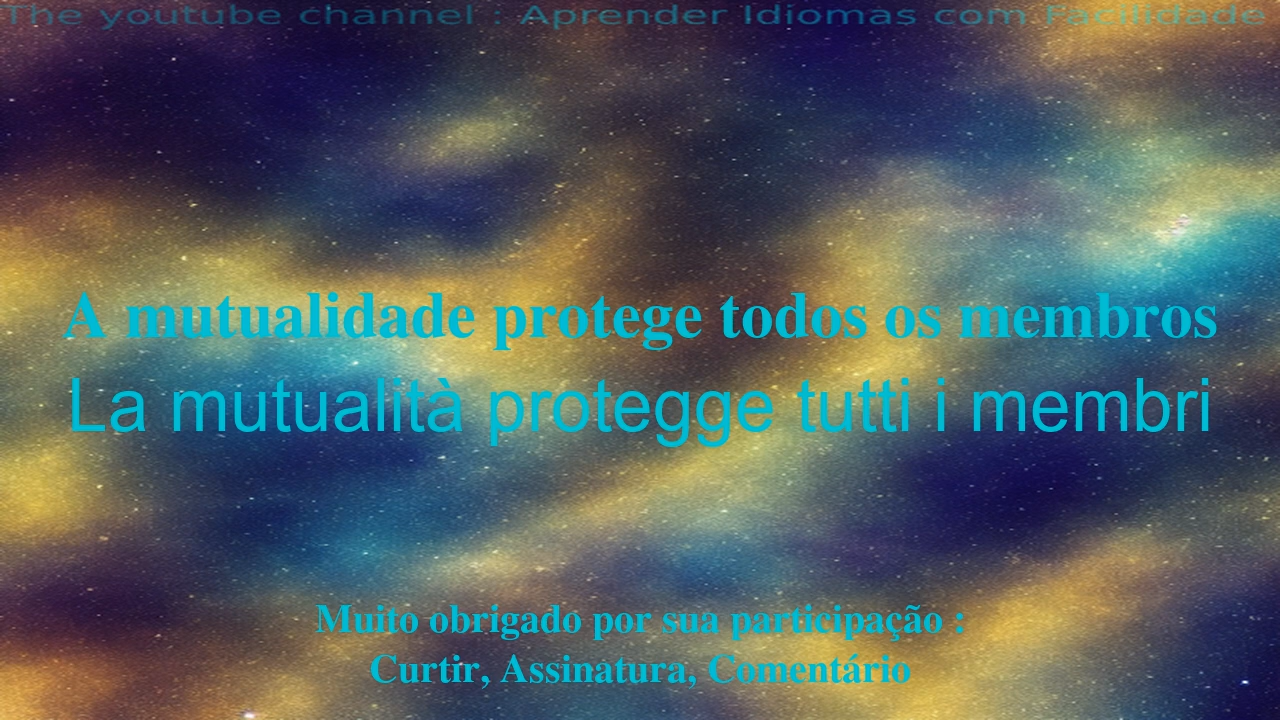 The youtube channel : Aprender Idiomas com Facilidade
A mutualidade protege todos os membros
La mutualità protegge tutti i membri
Muito obrigado por sua participação :
Curtir, Assinatura, Comentário